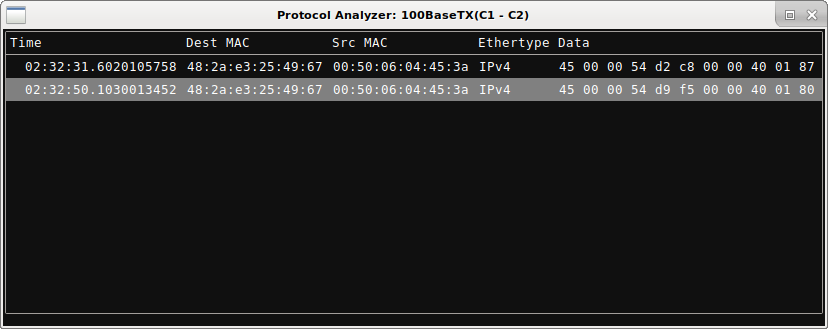 Protocol Analyzer: 100BaseTX(C1 - C2)
Time Dest MAC Src MAC Ethertype Data
02:32:31.6020105758 48:2a:e3:25:49:67 00:50:06:04:45:3a IPv4 45 00 00 54 d2 c8 00 00 40 01 87
02:32:50.1030013452 48:2a:e3:25:49:67 00:50:06:04:45:3a IPv4 45 00 00 54 d9 f5 00 00 40 01 80